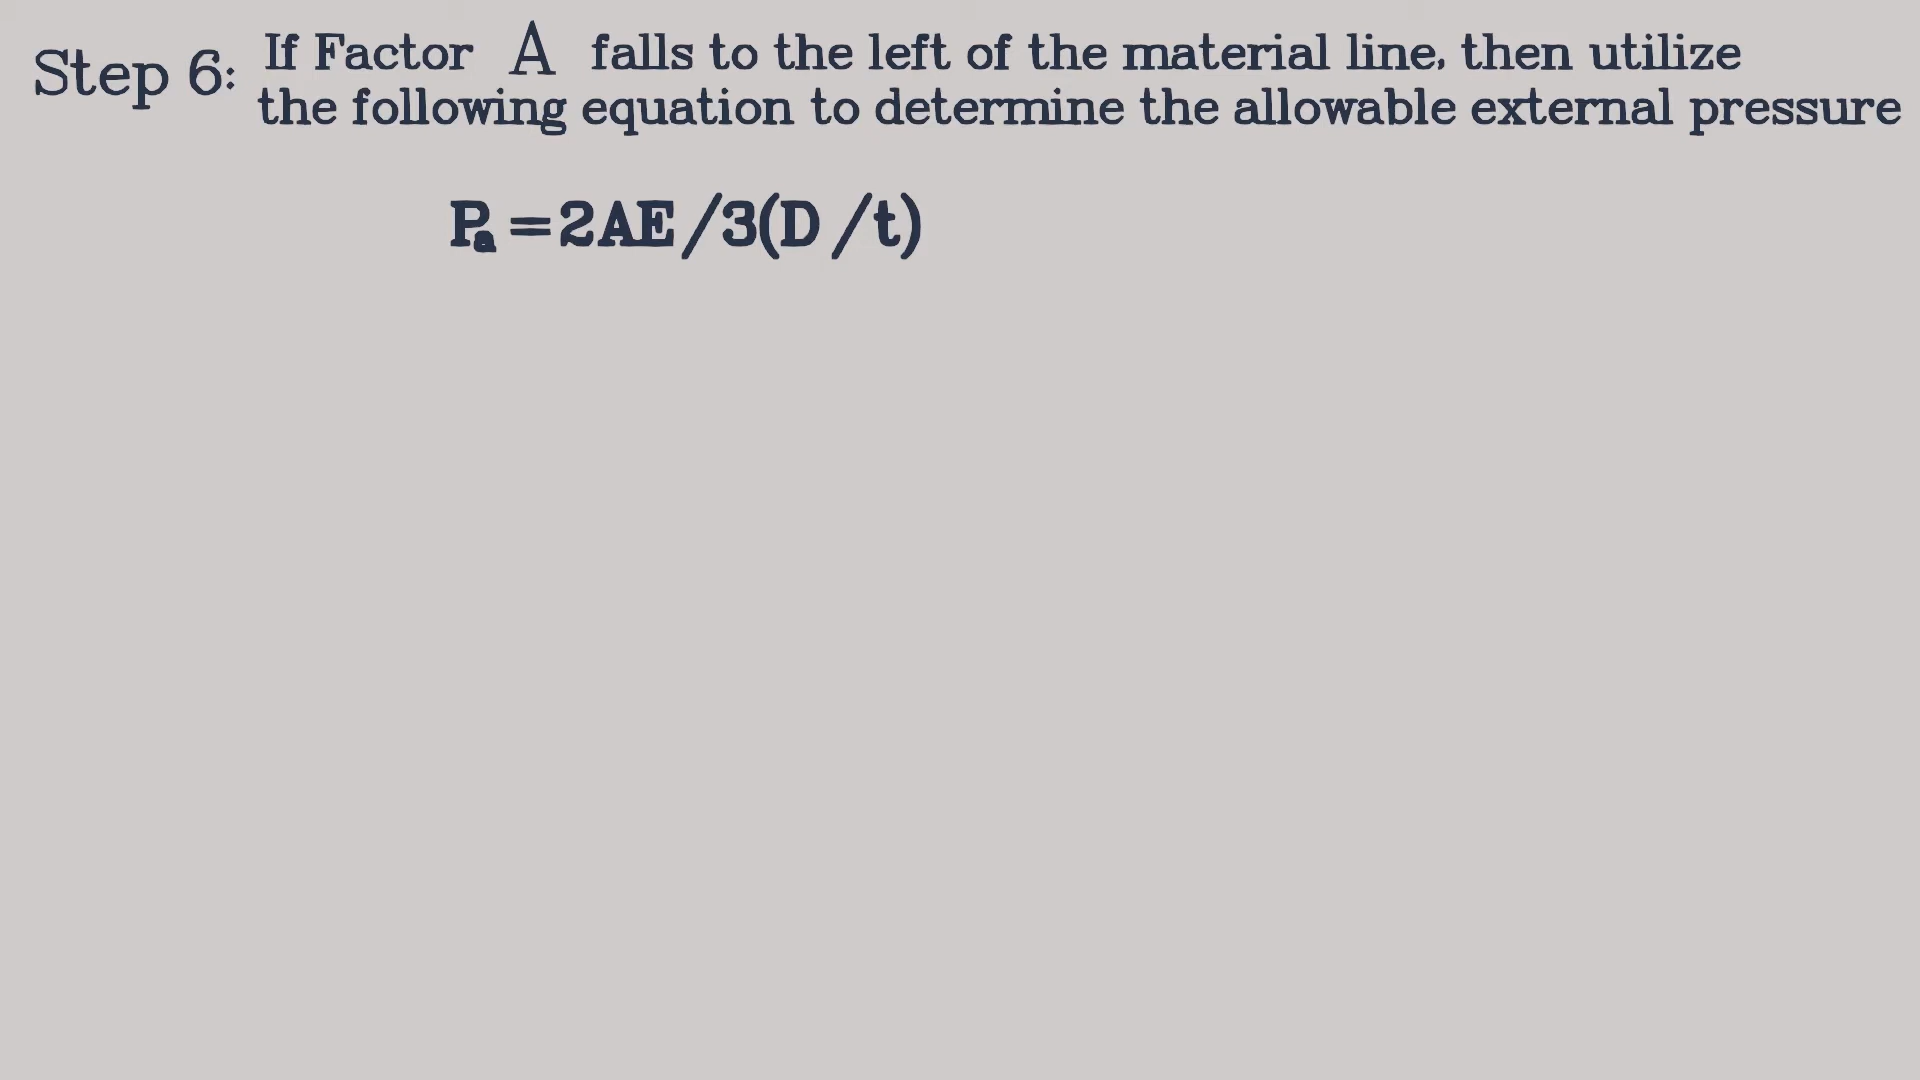 Step 6: If Factor A falls to the left of the material line, then utilize
the following equation to determine the allowable external pressure
Pa=2AE/3(D/t)